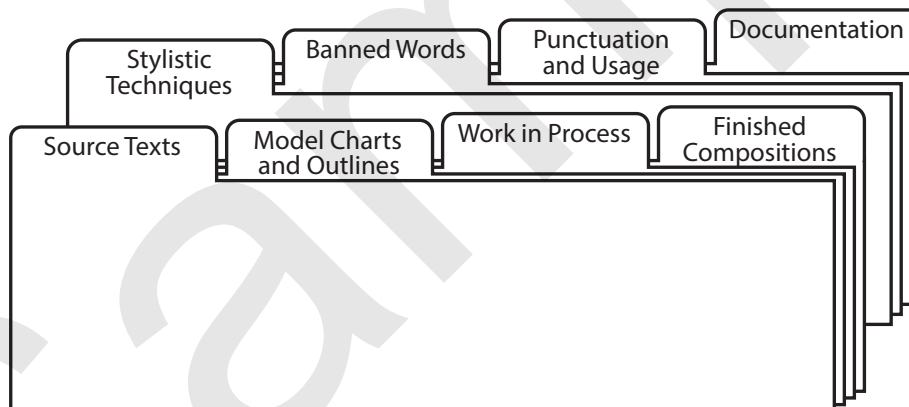 Stylistic
Techniques
Banned Words
Punctuation
and Usage
Documentation
Source Texts
Model Charts
and Outlines
Work in Process
Finished
Compositions